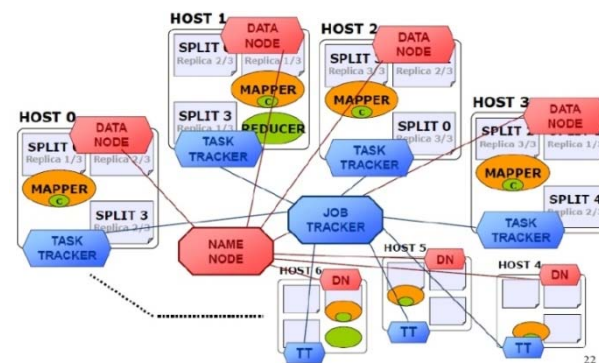 HOST 1
DATA
NODE
SPLIT
Replica 2/3
Replica 1/3
MAPPER
C
SPLIT 3
Replica 1/3
REDUCER
TASK
TRACKER
HOST 2
DATA
NODE
SPLIT
Replica 3/3
MAPPER
C
SPLIT 0
Replica 3/3
TASK
TRACKER
HOST 0
DATA
NODE
SPLIT
Replica 1/3
Replica 2/3
MAPPER
C
SPLIT 3
Replica 2/3
TASK
TRACKER
HOST 3
DATA
NODE
SPLIT
Replica 3/3
Replica
MAPPER
C
SPLIT 4
Replica 2/3
TASK
TRACKER
NAME
NODE
JOB
TRACKER
HOST 6
DN
TT
HOST 5
DN
TT
HOST 4
DN
TT
22